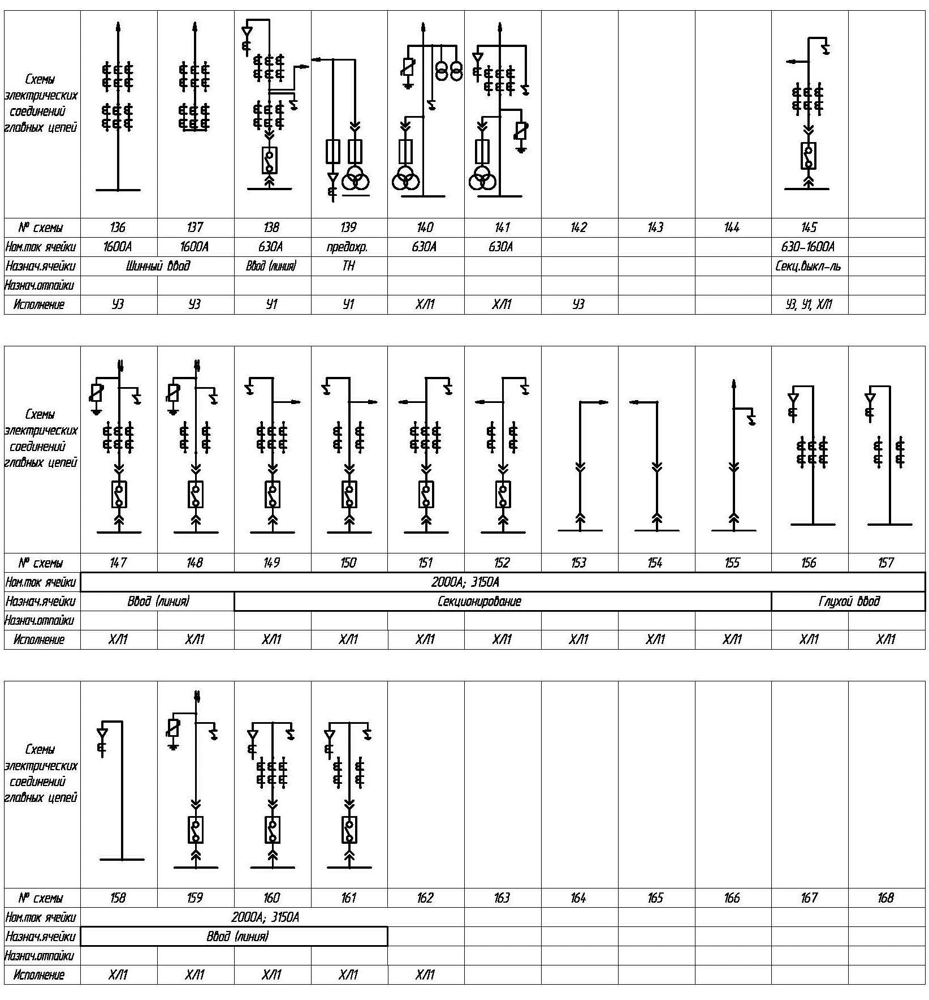 Схемы
электрических
соединений
главных цепей
№ схемы 136 137 138 139 140 141 142 143 144 145
Ном.ток ячейки 1600А 1600А 630А предохр. 630А 630А 630-1600А
Назнач.ячейки Шинный ввод Ввод (линия) ТН Секц.выкл-ль
Назнач.отпайки
Исполнение У3 У3 У1 У1 ХЛ1 ХЛ1 У3 У3, У1, ХЛ1
Схемы
электрических
соединений
главных цепей
№ схемы 147 148 149 150 151 152 153 154 155 156 157
Ном.ток ячейки 2000А; 3150А
Назнач.ячейки Ввод (линия) Секционирование Глухой ввод
Назнач.отпайки
Исполнение ХЛ1 ХЛ1 ХЛ1 ХЛ1 ХЛ1 ХЛ1 ХЛ1 ХЛ1 ХЛ1 ХЛ1 ХЛ1
Схемы
электрических
соединений
главных цепей
№ схемы 158 159 160 161 162 163 164 165 166 167 168
Ном.ток ячейки 2000А; 3150А
Назнач.ячейки Ввод (линия)
Назнач.отпайки
Исполнение ХЛ1 ХЛ1 ХЛ1 ХЛ1 ХЛ1